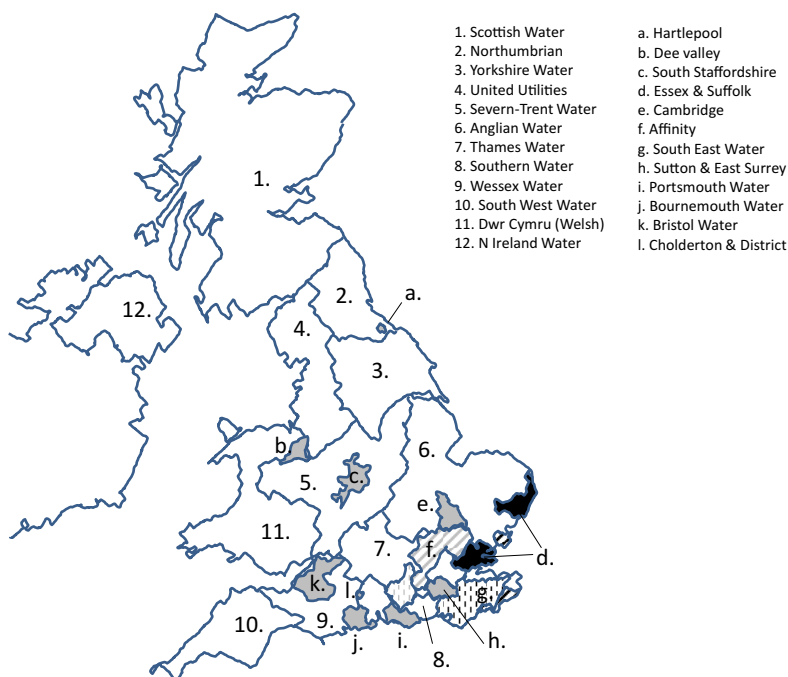 1. Scottish Water
2. Northumbrian
3. Yorkshire Water
4. United Utilities
5. Severn-Trent Water
6. Anglian Water
7. Thames Water
8. Southern Water
9. Wessex Water
10. South West Water
11. Dwr Cymru (Welsh)
12. N Ireland Water
a. Hartlepool
b. Dee valley
c. South Staffordshire
d. Essex & Suffolk
e. Cambridge
f. Affinity
g. South East Water
h. Sutton & East Surrey
i. Portsmouth Water
j. Bournemouth Water
k. Bristol Water
l. Cholderton & District
1.
12.
2.
a.
4.
3.
b.
6.
5.
c.
e.
11.
7.
f.
d.
k.
l.
g
10.
9.
j.
i.
8.
h.